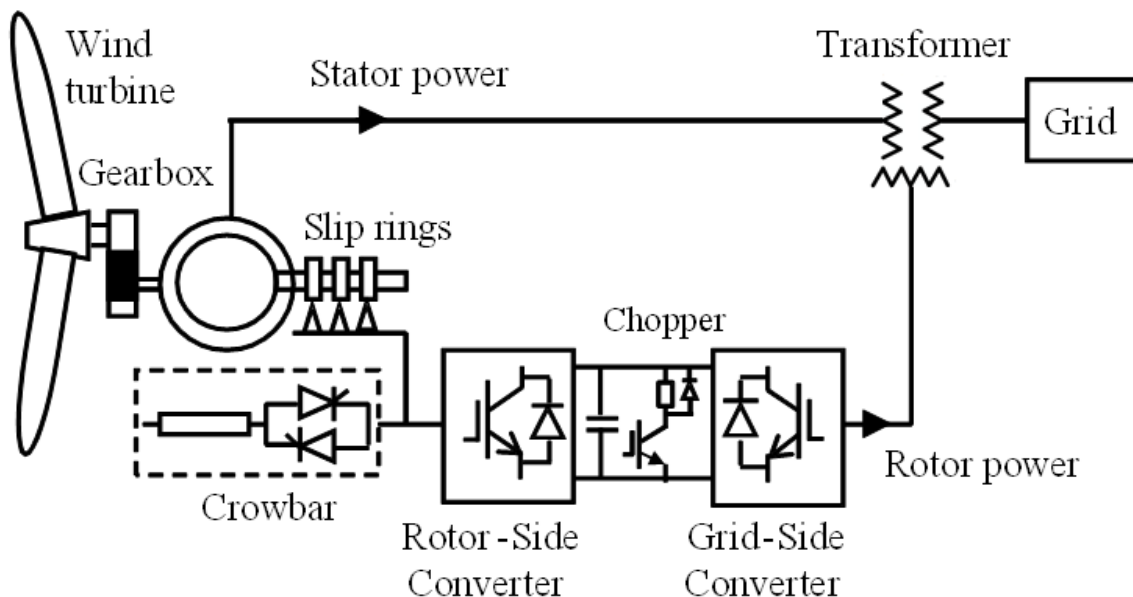 Wind
turbine
Stator power
Transformer
Grid
Gearbox
Slip rings
Chopper
Crowbar
Rotor power
Rotor-Side
Converter
Grid-Side
Converter